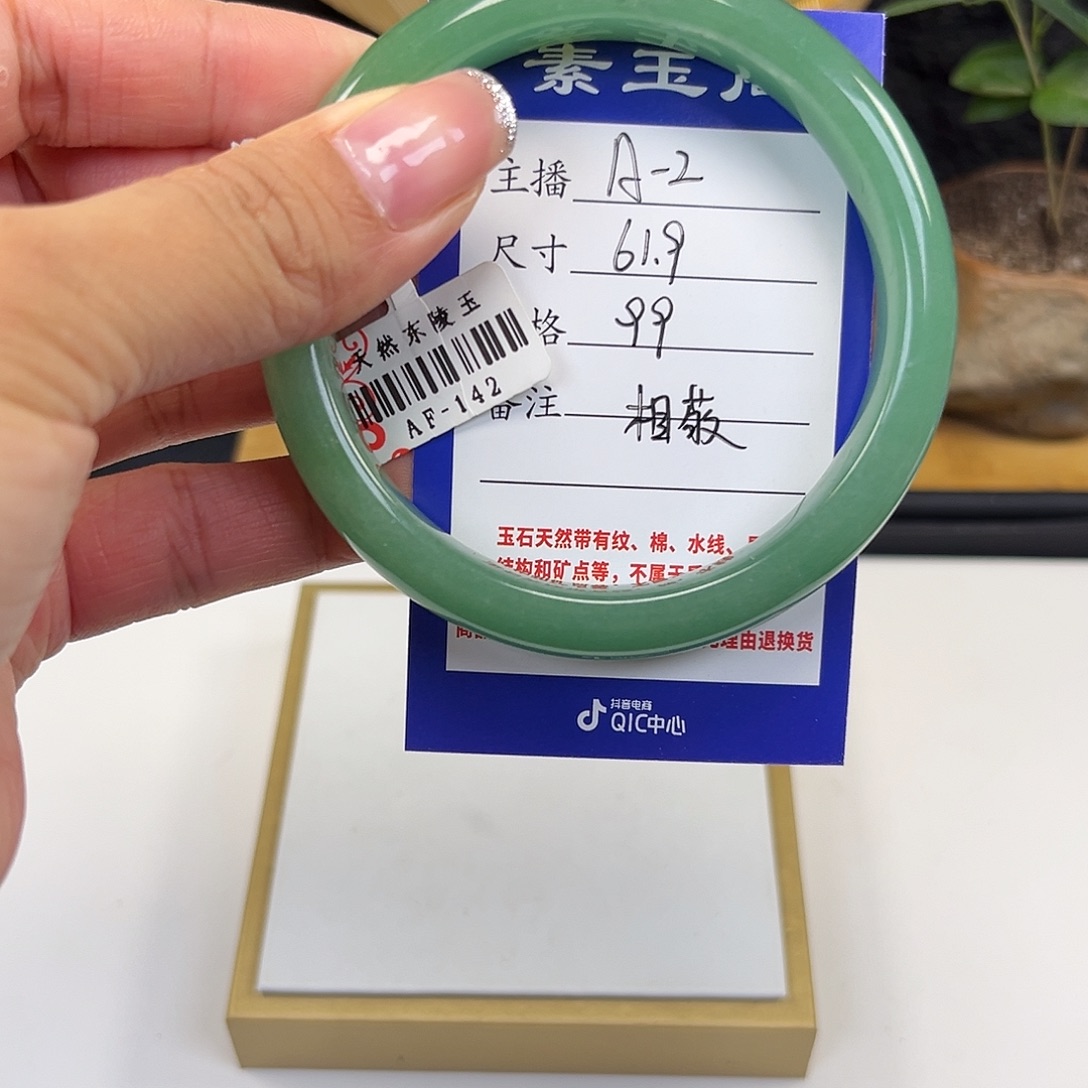 素玉
主播 A-2
尺寸 61.9
格 99
备注 相
天然东陵玉
AF-142
玉石天然带有纹、棉、水线、
结构和矿点等，不属于
理由退换货
抖音电商
QIC中心